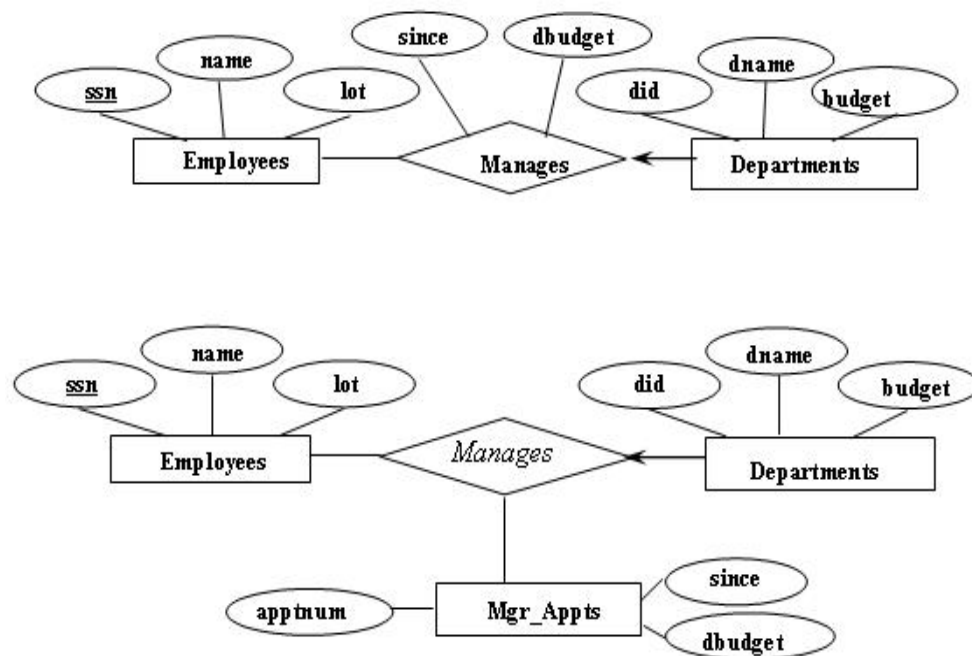 since
dbudget
name
dname
ssn
lot
did
budget
Employees
Manages
Departments
name
dname
ssn
lot
did
budget
Manages
Employees
Departments
since
apptnum
Mgr_Appts
dbudget